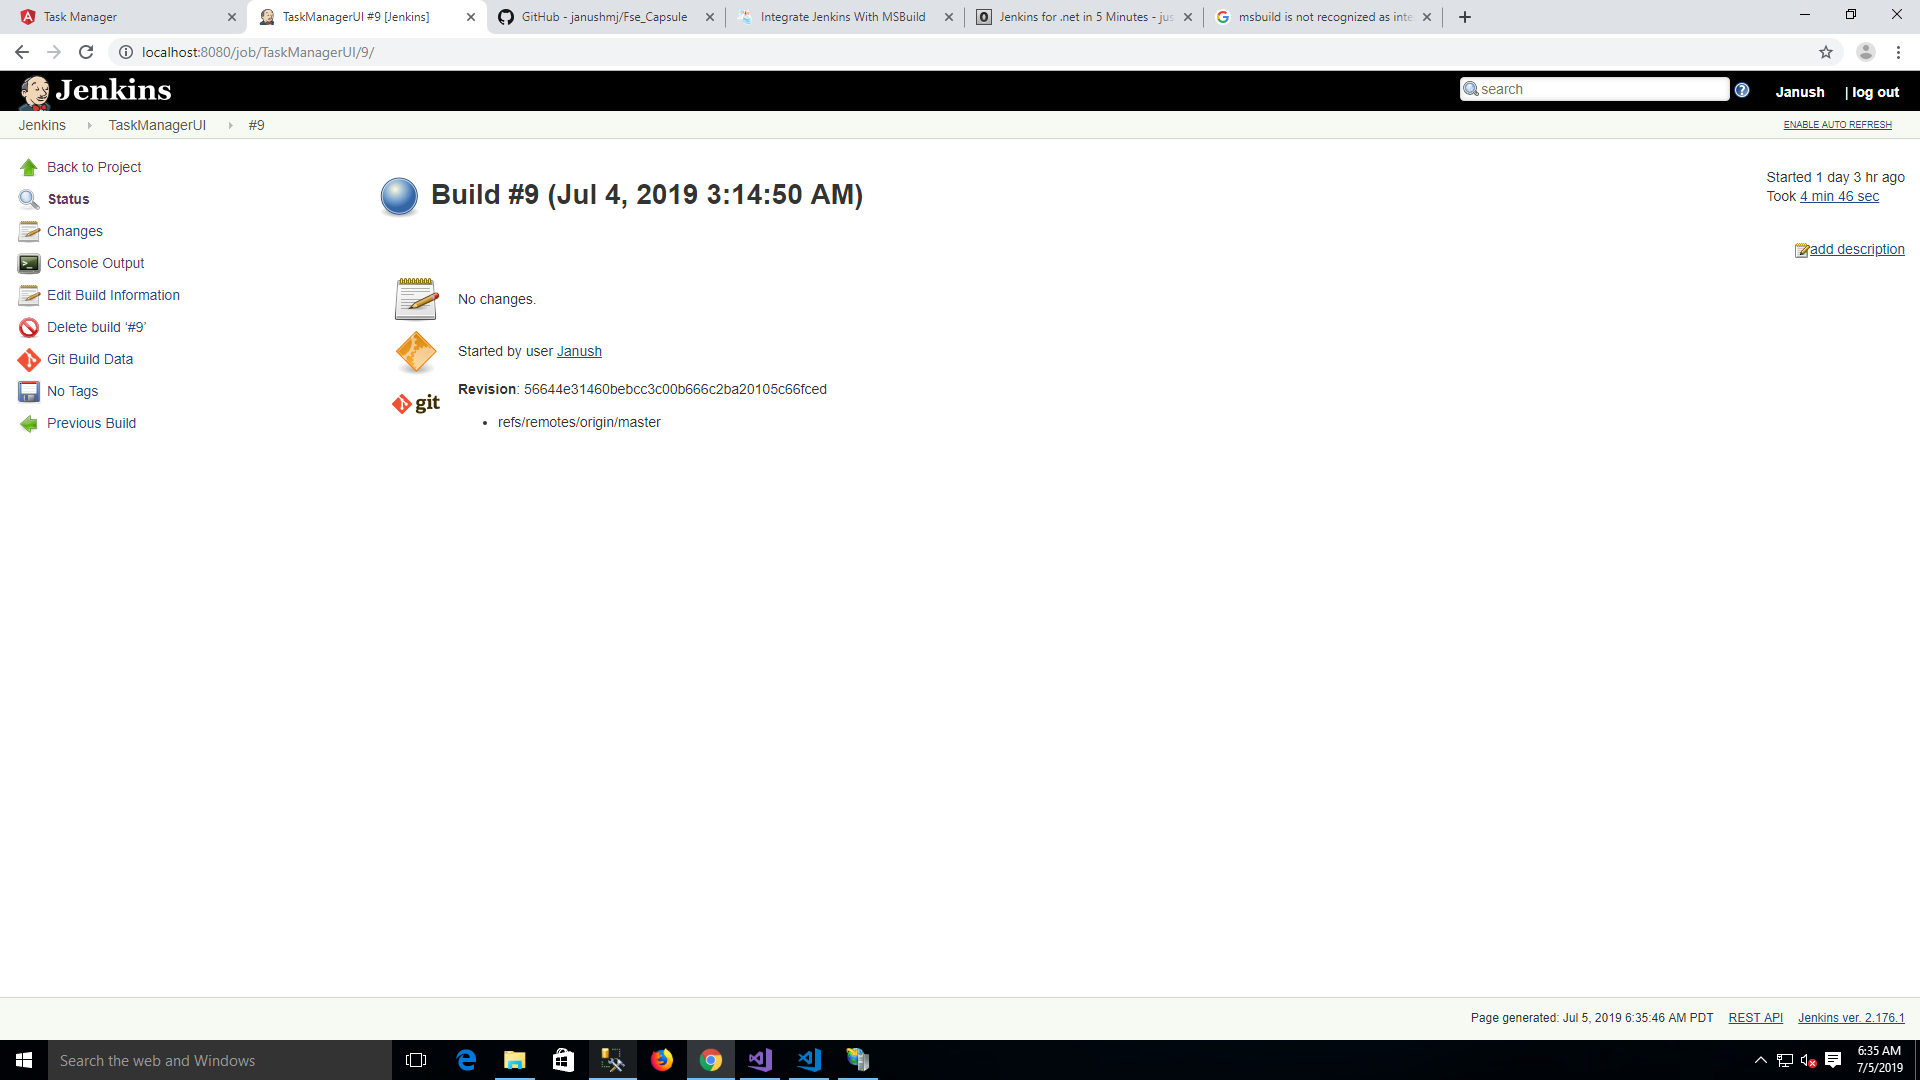 Task Manager
TaskManagerUI #9 [Jenkins]
GitHub - janushmj/Fse_Capsule
Integrate Jenkins With MSBuild
Jenkins for .net in 5 Minutes - jus
msbuild is not recognized as inte
localhost:8080/job/TaskManagerUI/9/
Jenkins
search
Janush
| log out
Jenkins
TaskManagerUI
#9
ENABLE AUTO REFRESH
Back to Project
Status
Changes
Console Output
Edit Build Information
Delete build ‘#9’
Git Build Data
No Tags
Previous Build
Build #9 (Jul 4, 2019 3:14:50 AM)
Started 1 day 3 hr ago
Took 4 min 46 sec
add description
No changes.
Started by user Janush
git
Revision: 56644e31460bebcc3c00b666c2ba20105c66fced
• refs/remotes/origin/master
Page generated: Jul 5, 2019 6:35:46 AM PDT
REST API
Jenkins ver. 2.176.1
Search the web and Windows
6:35 AM
7/5/2019